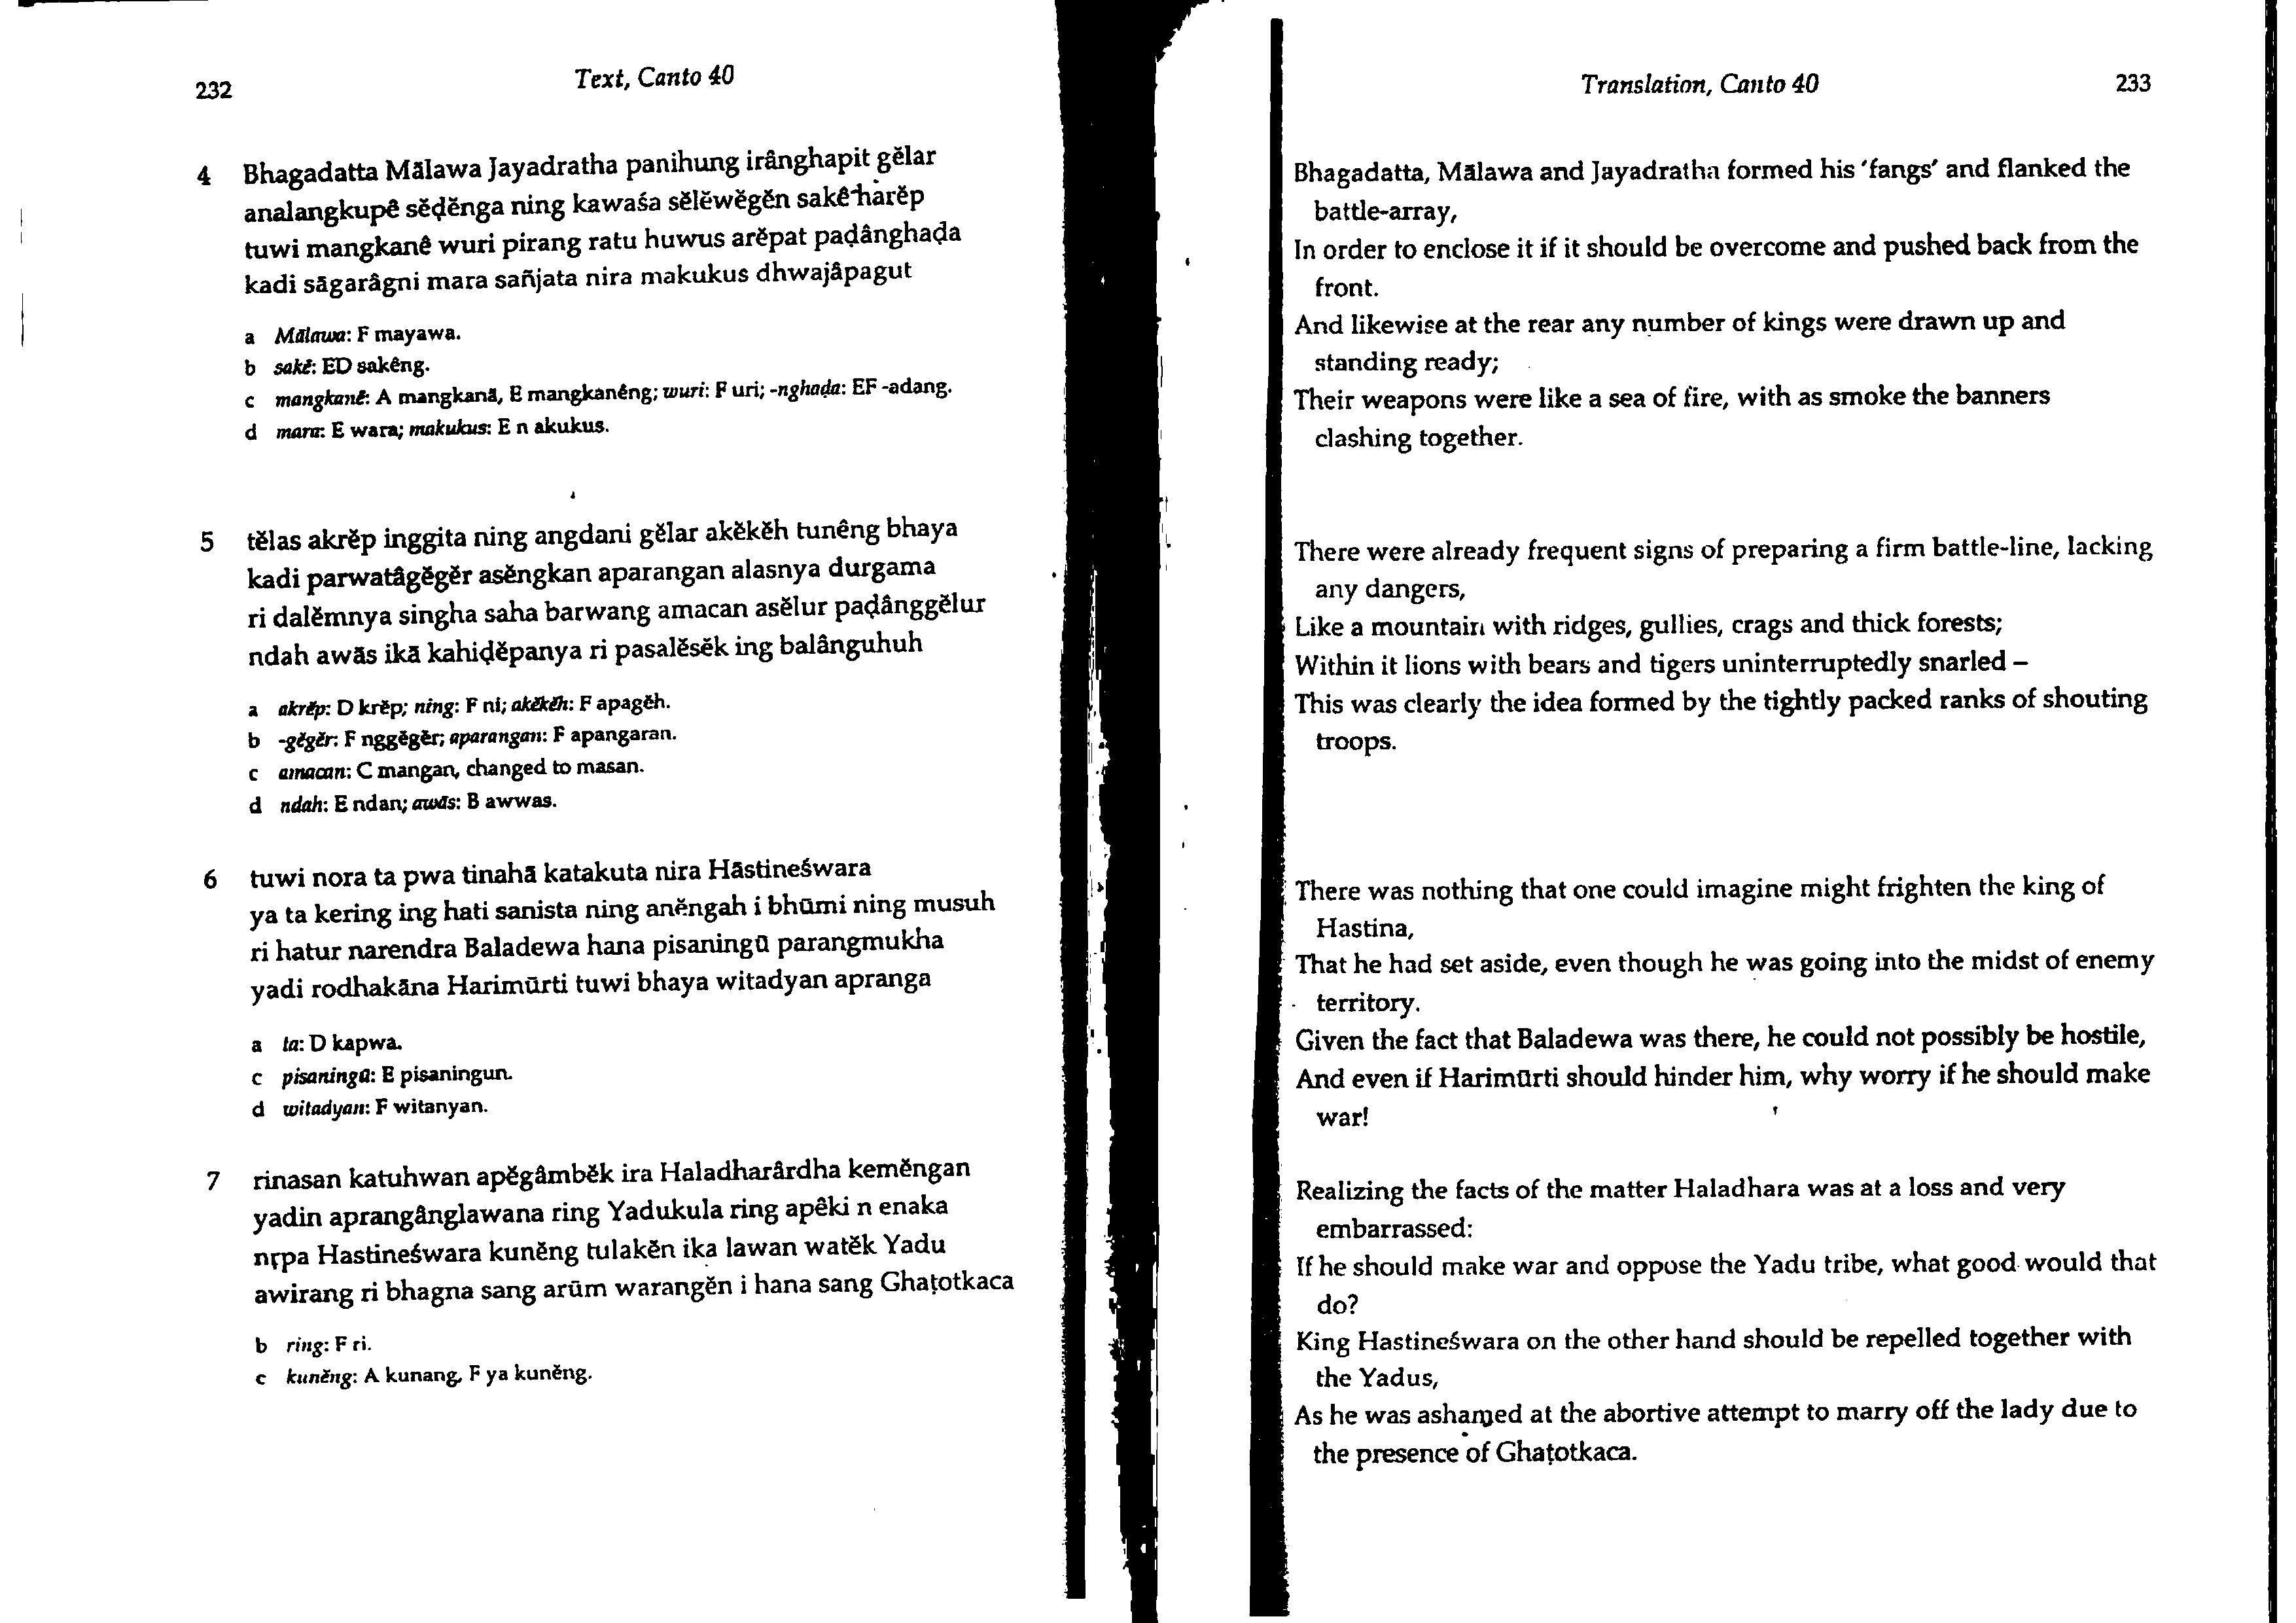 232
Text, Canto 40
4 Bhagadatta Mālawa Jayadratha panihung irânghapit gĕlar
analangkupê sĕḍĕnga ning kawaśa sĕlĕwĕgĕn sakê harĕp
tuwi mangkanê wuri pirang ratu huwus arĕpat paḍânghaḍa
kadi sāgarâgni mara sañjata nira makukus dhwajâpagut
a Mālawa: F mayawa.
b sakê: ED sakêng.
c mangkanê: A mangkanā, E mangkanêng; wuri: F uri; -nghaḍa: EF -adang.
d mara: E wara; makukus: E n akukus.
5 tĕlas akrĕp inggita ning angdani gĕlar akĕkĕh tunêng bhaya
kadi parwatâgĕgĕr asĕngkan aparangan alasnya durgama
ri dalĕmnya singha saha barwang amacan asĕlur paḍânggĕlur
ndah awās ikā kahiḍĕpanya ri pasalĕsĕk ing balânguhuh
a akrĕp: D krĕp; ning: F ni; akĕkĕh: F apagĕh.
b -gĕgĕr: F nggĕgĕr; aparangan: F apangaran.
c amacan: C mangan, changed to masan.
d ndah: E ndan; awās: B awwas.
6 tuwi nora ta pwa tinahā katakuta nira Hāstineśwara
ya ta kering ing hati sanista ning anĕngah i bhūmi ning musuh
ri hatur narendra Baladewa hana pisaningū parangmukha
yadi rodhakāna Harimūrti tuwi bhaya witadyan apranga
a ta: D kapwa.
c pisaningū: E pisaningun.
d witadyan: F witanyan.
7 rinasan katuhwan apĕgâmbĕk ira Haladharârdha kemĕngan
yadin aprangânglawana ring Yadukula ring apêki n enaka
nṛpa Hastineśwara kunĕng tulakĕn ika lawan watĕk Yadu
awirang ri bhagna sang arūm warangĕn i hana sang Ghaṭotkaca
b ring: F ri.
c kunĕng: A kunang, F ya kunĕng.
Translation, Canto 40
233
Bhagadatta, Mālawa and Jayadratha formed his ‘fangs’ and flanked the
battle-array,
In order to enclose it if it should be overcome and pushed back from the
front.
And likewise at the rear any number of kings were drawn up and
standing ready;
Their weapons were like a sea of fire, with as smoke the banners
clashing together.
There were already frequent signs of preparing a firm battle-line, lacking
any dangers,
Like a mountain with ridges, gullies, crags and thick forests;
Within it lions with bears and tigers uninterruptedly snarled –
This was clearly the idea formed by the tightly packed ranks of shouting
troops.
There was nothing that one could imagine might frighten the king of
Hastina,
That he had set aside, even though he was going into the midst of enemy
territory.
Given the fact that Baladewa was there, he could not possibly be hostile,
And even if Harimūrti should hinder him, why worry if he should make
war!
Realizing the facts of the matter Haladhara was at a loss and very
embarrassed:
If he should make war and oppose the Yadu tribe, what good would that
do?
King Hastineśwara on the other hand should be repelled together with
the Yadus,
As he was ashamed at the abortive attempt to marry off the lady due to
the presence of Ghaṭotkaca.